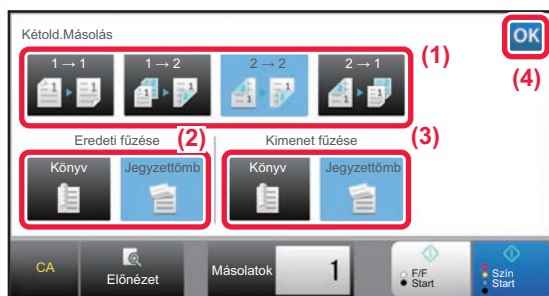 Kétold.Másolás
OK
1 → 1
1 → 2
2 → 2
2 → 1
(1)
(4)
Eredeti fűzése
(2)
Kimenet fűzése
(3)
Könyv
Jegyzettömb
Könyv
Jegyzettömb
CA
Előnézet
Másolatok
1
F/F
Start
Szín
Start